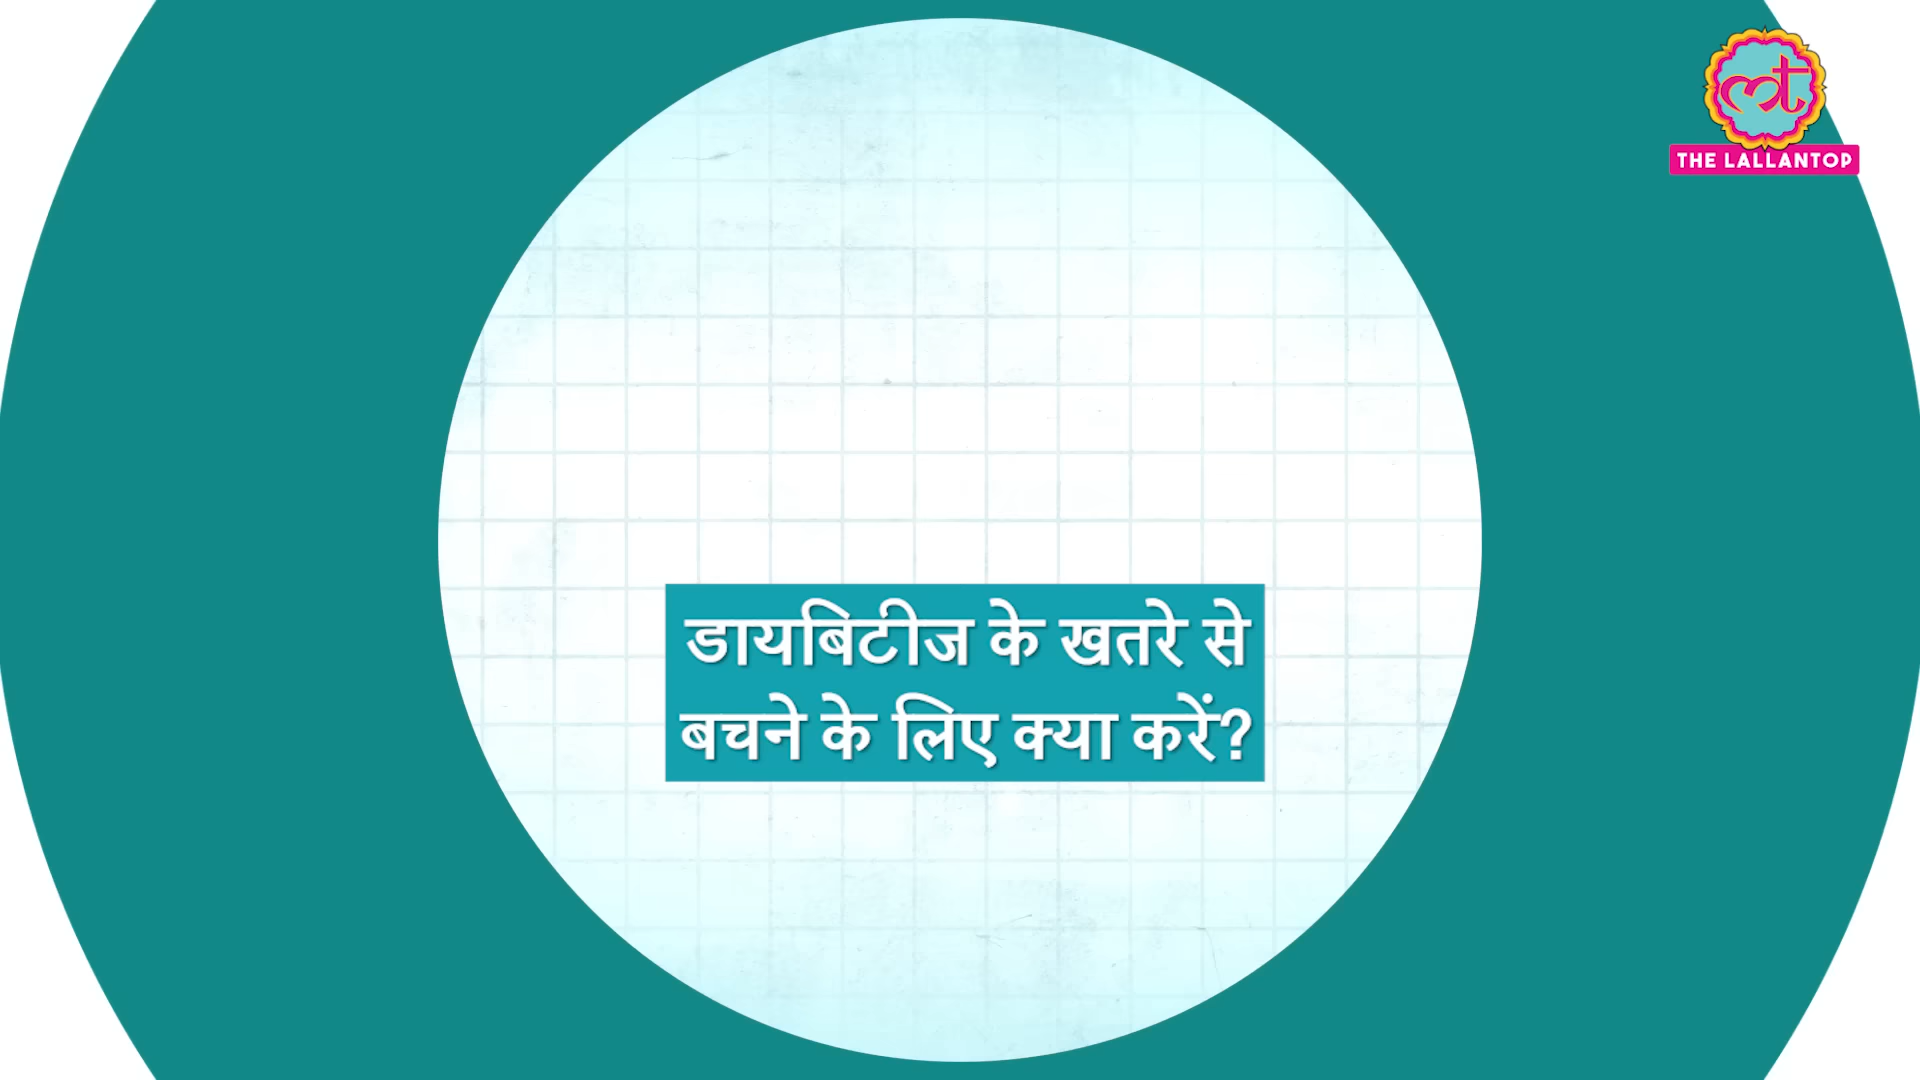 THE LALLANTOP
डायबिटीज के खतरे से
बचने के लिए क्या करें?